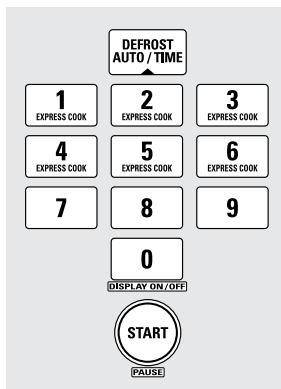 DEFROST
AUTO / TIME
1 2 3
EXPRESS COOK EXPRESS COOK EXPRESS COOK
4 5 6
EXPRESS COOK EXPRESS COOK EXPRESS COOK
7 8 9
0
DISPLAY ON/OFF
START
PAUSE